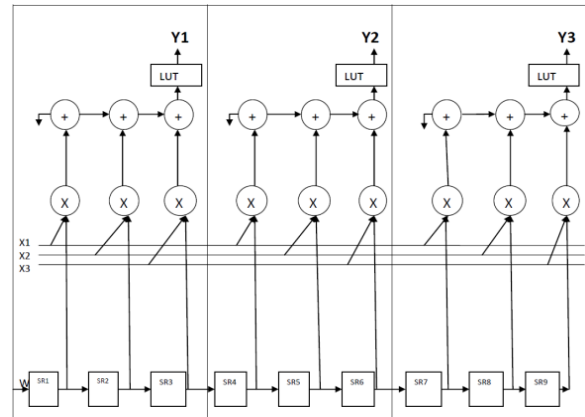 Y1 Y2 Y3
LUT LUT LUT
+ + + + + + + + +
X X X X X X X X X
X1
X2
X3
W SR1 SR2 SR3 SR4 SR5 SR6 SR7 SR8 SR9